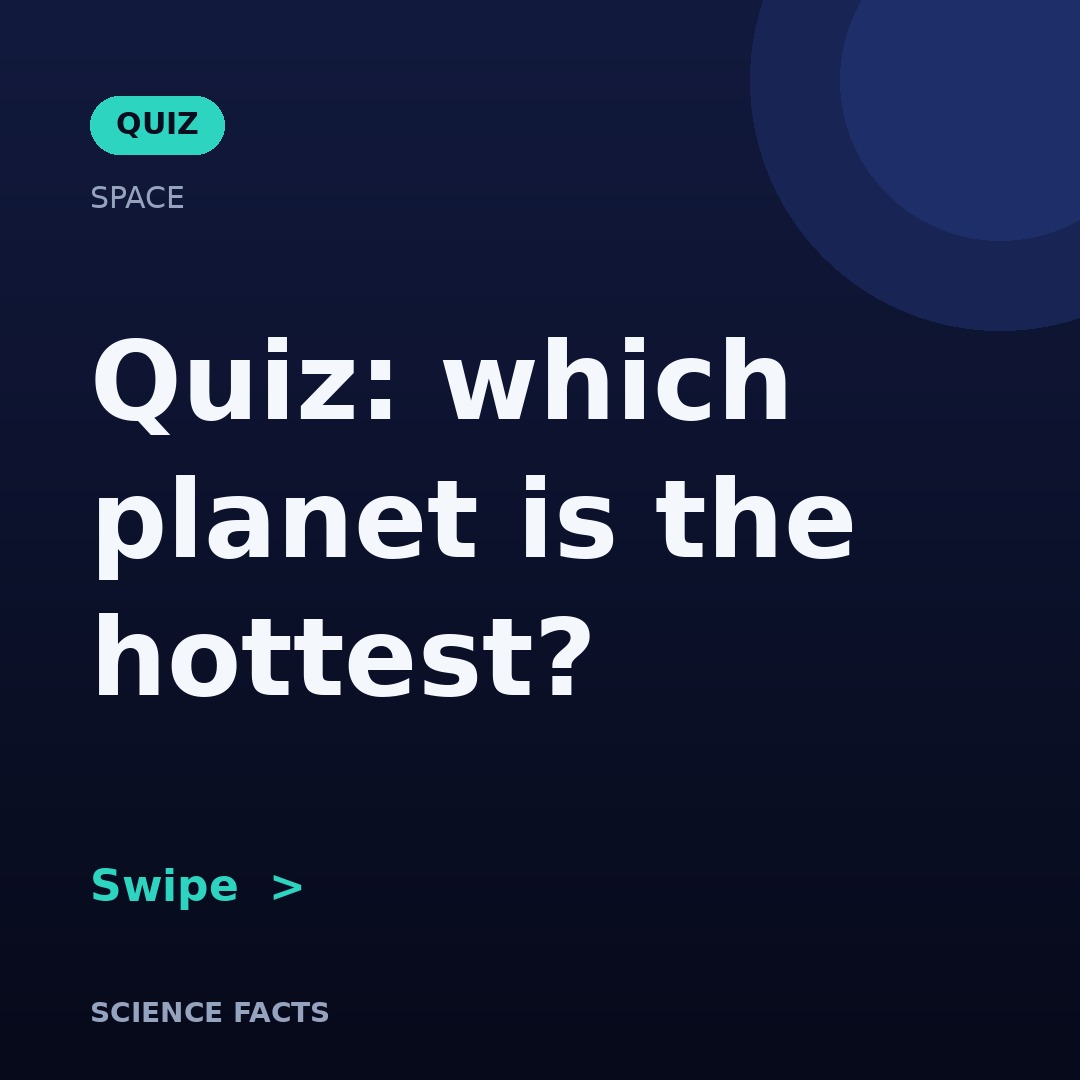 QUIZ
SPACE
Quiz: which
planet is the
hottest?
Swipe >
SCIENCE FACTS